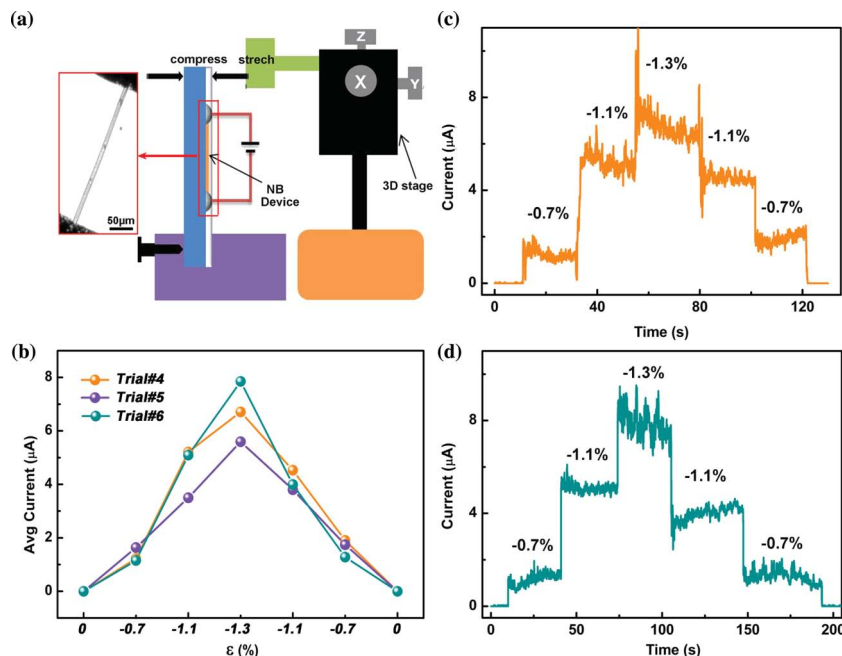 (a)
compress
strech
Z
X
Y
NB
Device
3D stage
50µm
(b)
Avg Current (µA)
8
6
4
2
0
Trial#4
Trial#5
Trial#6
0 -0.7 -1.1 -1.3 -1.1 -0.7 0
ε (%)
(c)
Current (µA)
8
4
0
-0.7%
-1.1%
-1.3%
-1.1%
-0.7%
0 40 80 120
Time (s)
(d)
Current (µA)
8
4
0
-0.7%
-1.1%
-1.3%
-1.1%
-0.7%
0 50 100 150 200
Time (s)